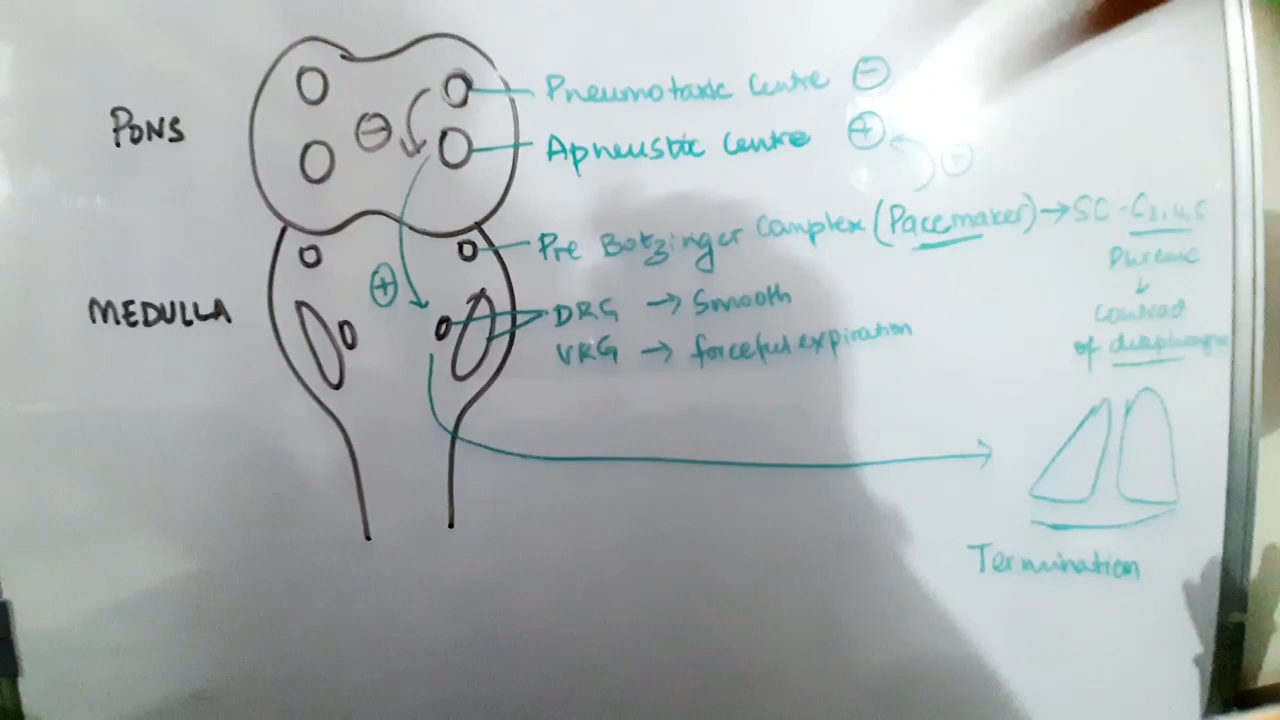 PONS
Pneumotaxic Centre ⊖
⊖
Apneustic Centre ⊕
⊕
Pre Botzinger Complex (Pacemaker) → SC - C3,4,5
Phrenic
↓
⊕
MEDULLA
DRG → Smooth
VRG → forceful expiration
of diaphragm
Termination